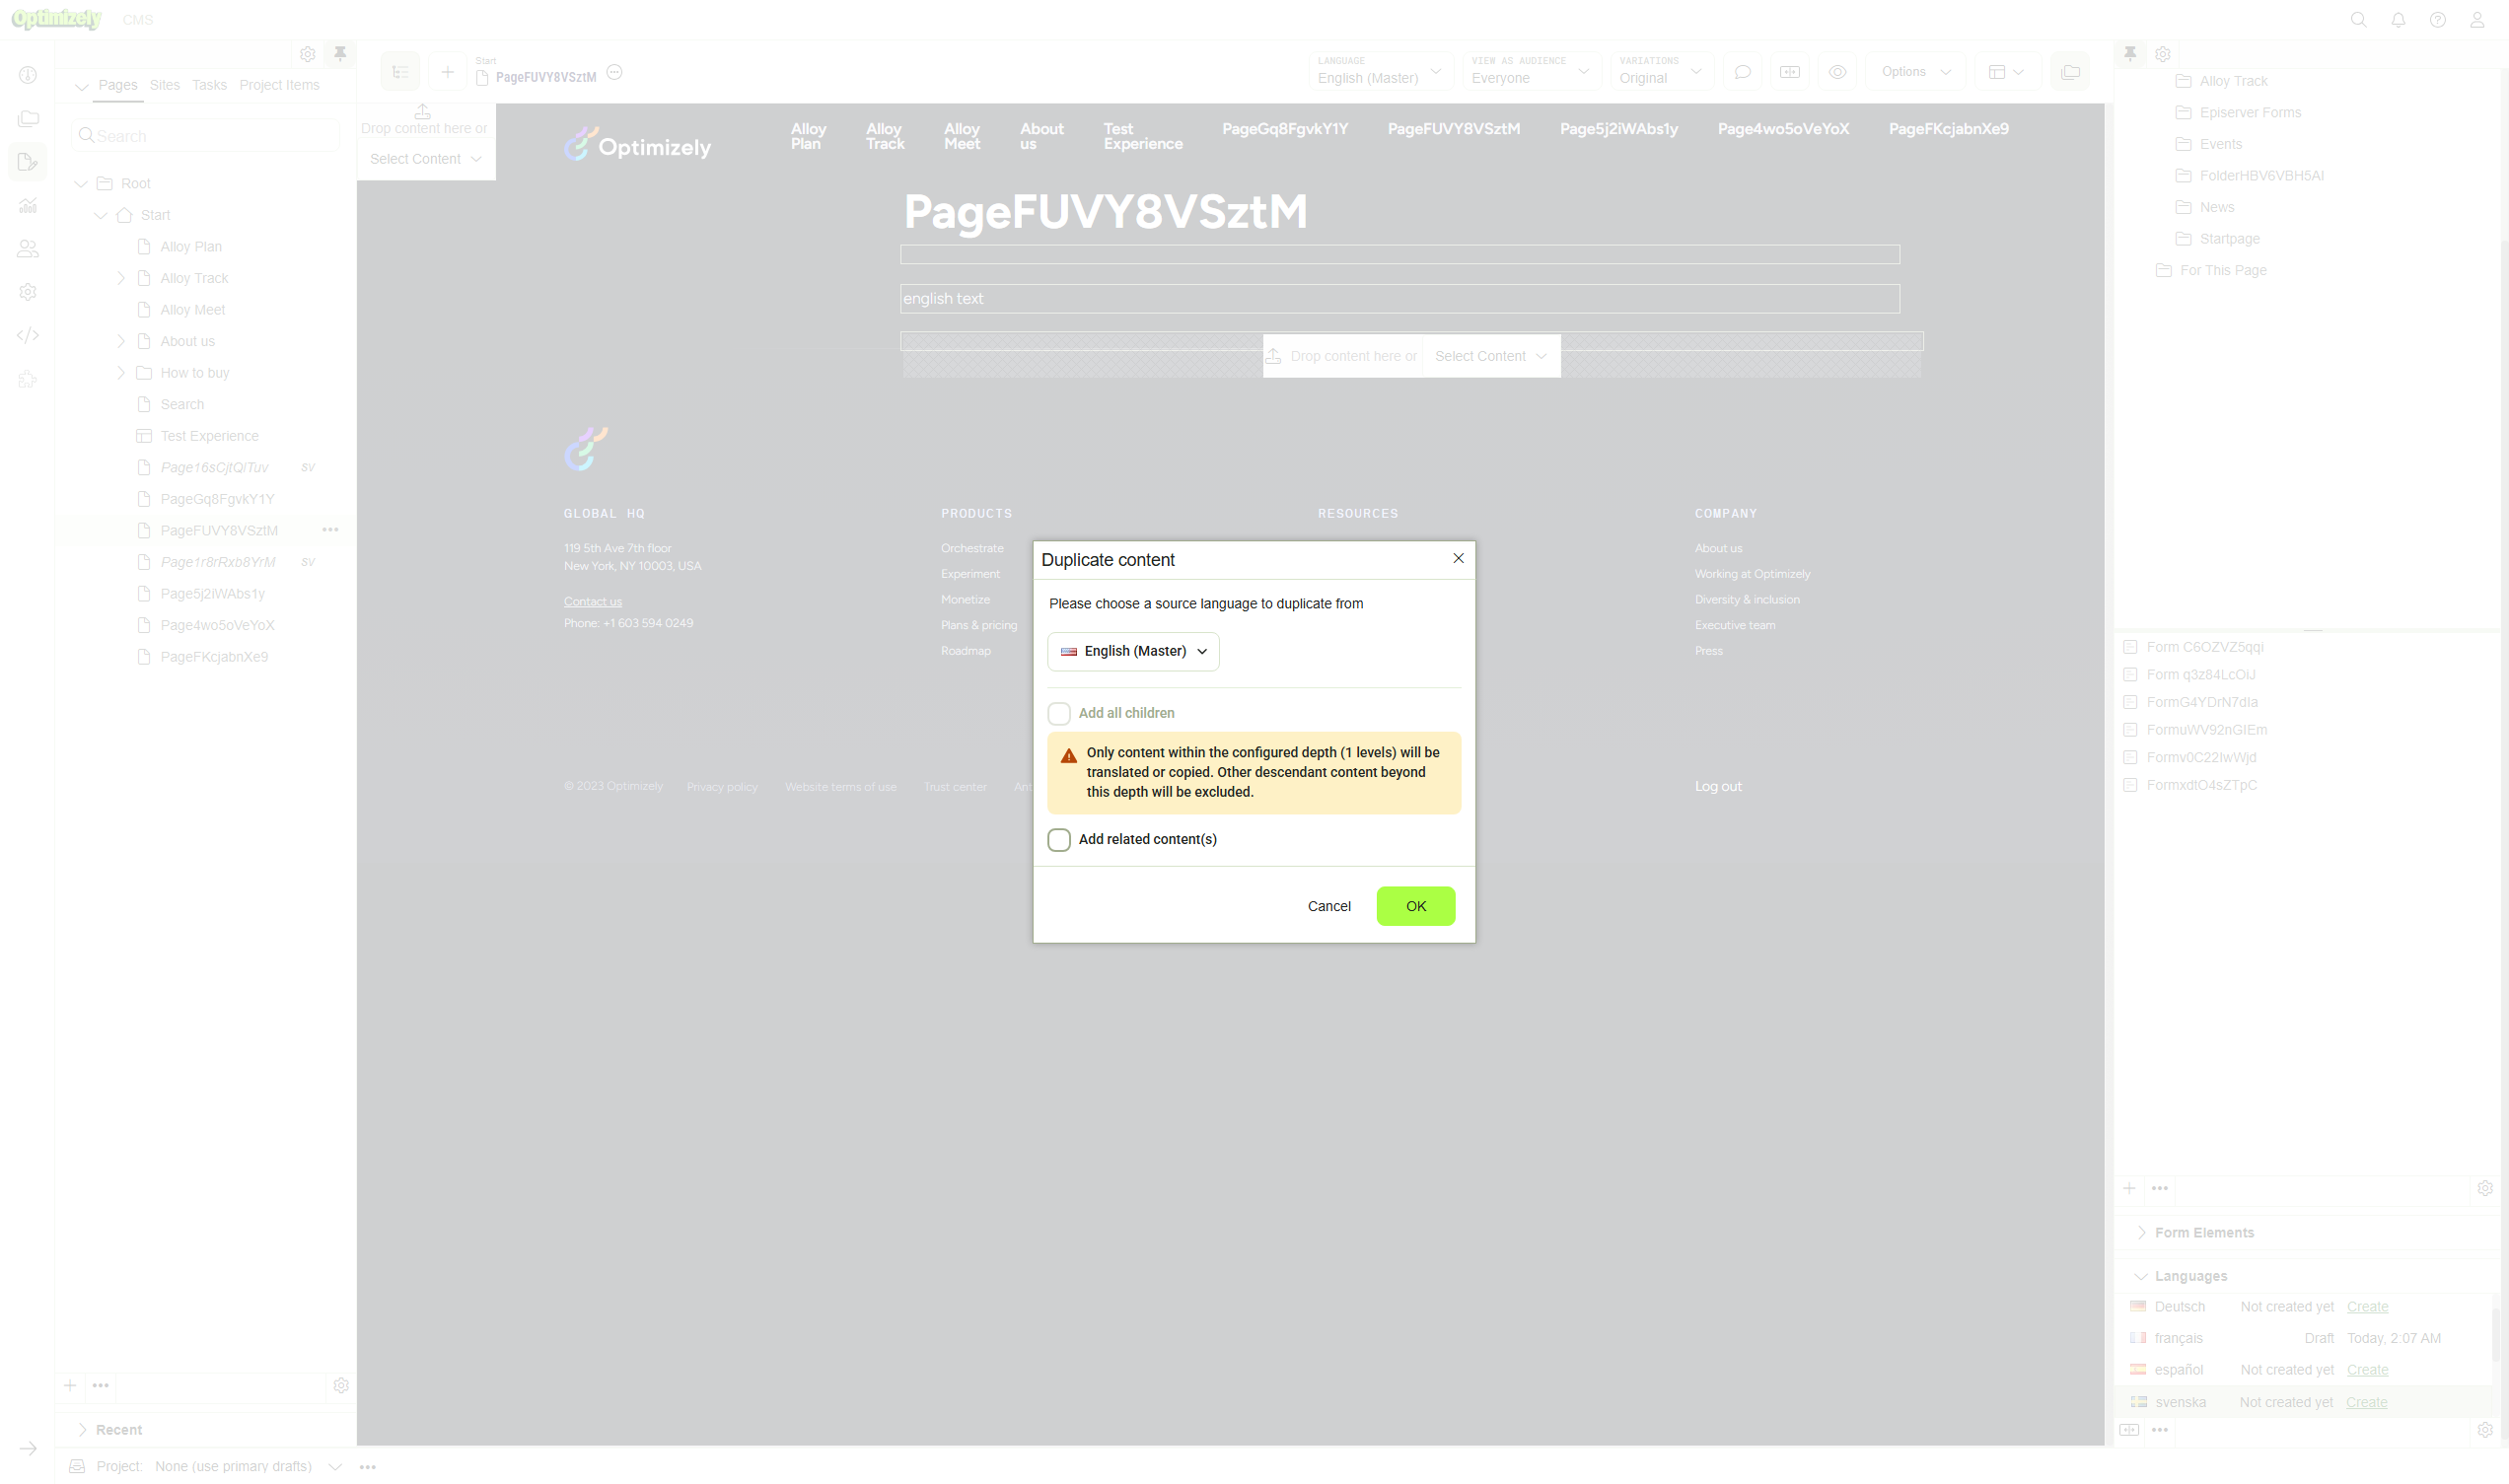 Optimizely CMS
Pages Sites Tasks Project Items
Search
Root
Start
Alloy Plan
Alloy Track
Alloy Meet
About us
How to buy
Search
Test Experience
Page16sCjtQlTuv sv
PageGq8FgvkY1Y
PageFUVY8VSztM
Page1r8rRxb8YrM sv
Page5j2iWAbs1y
Page4wo5oVeYoX
PageFKcjabnXe9
Recent
Project: None (use primary drafts)
Start
PageFUVY8VSztM
LANGUAGE
English (Master)
VIEW AS AUDIENCE
Everyone
VARIATIONS
Original
Options
Drop content here or
Select Content
Optimizely
Alloy Plan
Alloy Track
Alloy Meet
About us
Test Experience
PageGq8FgvkY1Y
PageFUVY8VSztM
Page5j2iWAbs1y
Page4wo5oVeYoX
PageFKcjabnXe9
PageFUVY8VSztM
english text
Drop content here or Select Content
GLOBAL HQ
119 5th Ave 7th floor
New York, NY 10003, USA
Contact us
Phone: +1 603 594 0249
PRODUCTS
Orchestrate
Experiment
Monetize
Plans & pricing
Roadmap
RESOURCES
COMPANY
About us
Working at Optimizely
Diversity & inclusion
Executive team
Press
© 2023 Optimizely Privacy policy Website terms of use Trust center Ant
Log out
Duplicate content
Please choose a source language to duplicate from
English (Master)
Add all children
Only content within the configured depth (1 levels) will be
translated or copied. Other descendant content beyond
this depth will be excluded.
Add related content(s)
Cancel OK
Alloy Track
Episerver Forms
Events
FolderHBV6VBH5AI
News
Startpage
For This Page
Form C6OZVZ5qqi
Form q3z84LcOiJ
FormG4YDrN7dIa
FormuWV92nGIEm
Formv0C22IwWjd
FormxdtO4sZTpC
Form Elements
Languages
Deutsch Not created yet Create
français Draft Today, 2:07 AM
español Not created yet Create
svenska Not created yet Create